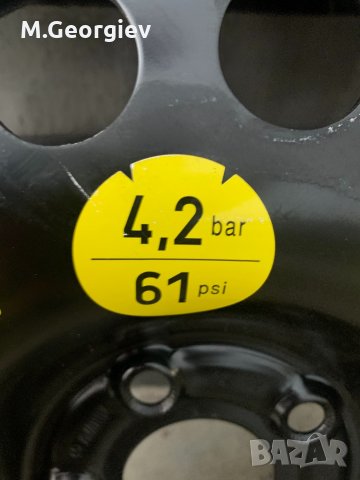 M.Georgiev
4,2 bar
61 psi
BAZAR